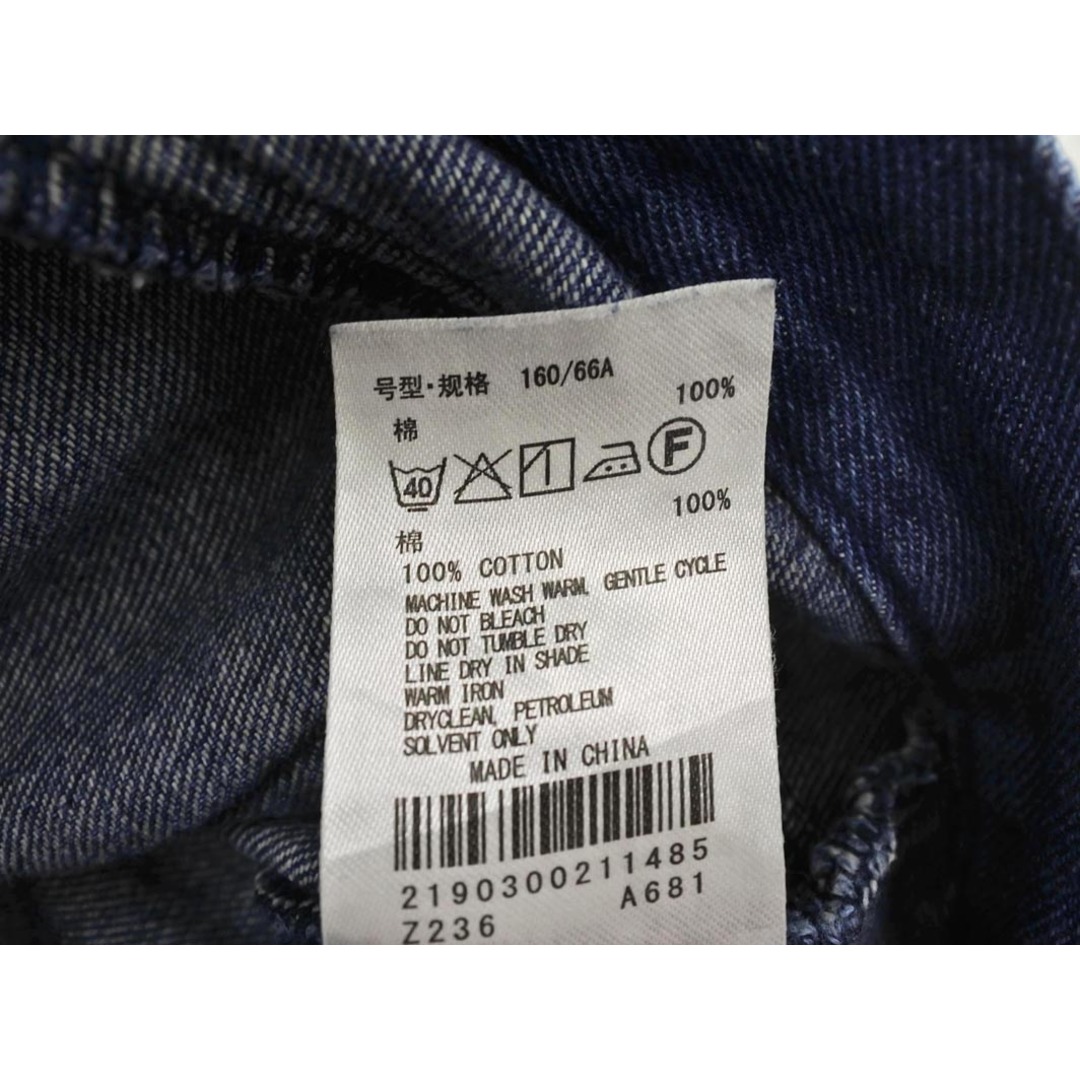 号型·规格 160/66A
棉 100%
40 F
棉 100%
100% COTTON
MACHINE WASH WARM, GENTLE CYCLE
DO NOT BLEACH
DO NOT TUMBLE DRY
LINE DRY IN SHADE
WARM IRON
DRYCLEAN, PETROLEUM
SOLVENT ONLY
MADE IN CHINA
2190300211485
Z236 A681